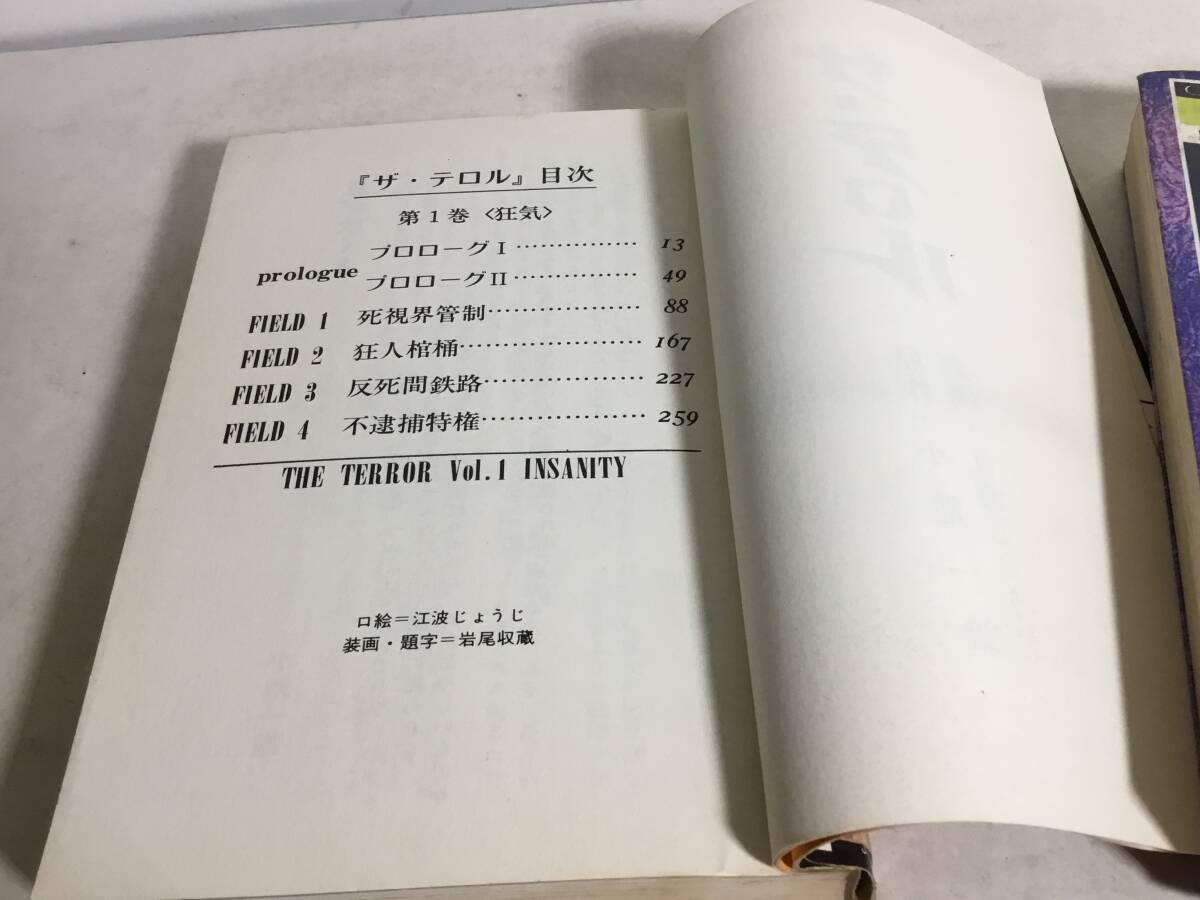 『ザ・テロル』目次
第1巻〈狂気〉
prologue プロローグI……………13
プロローグII……………49
FIELD 1 死視界管制………………88
FIELD 2 狂人棺桶…………………167
FIELD 3 反死間鉄路………………227
FIELD 4 不逮捕特権………………259
THE TERROR Vol.1 INSANITY
口絵＝江波じょうじ
装画・題字＝岩尾収蔵